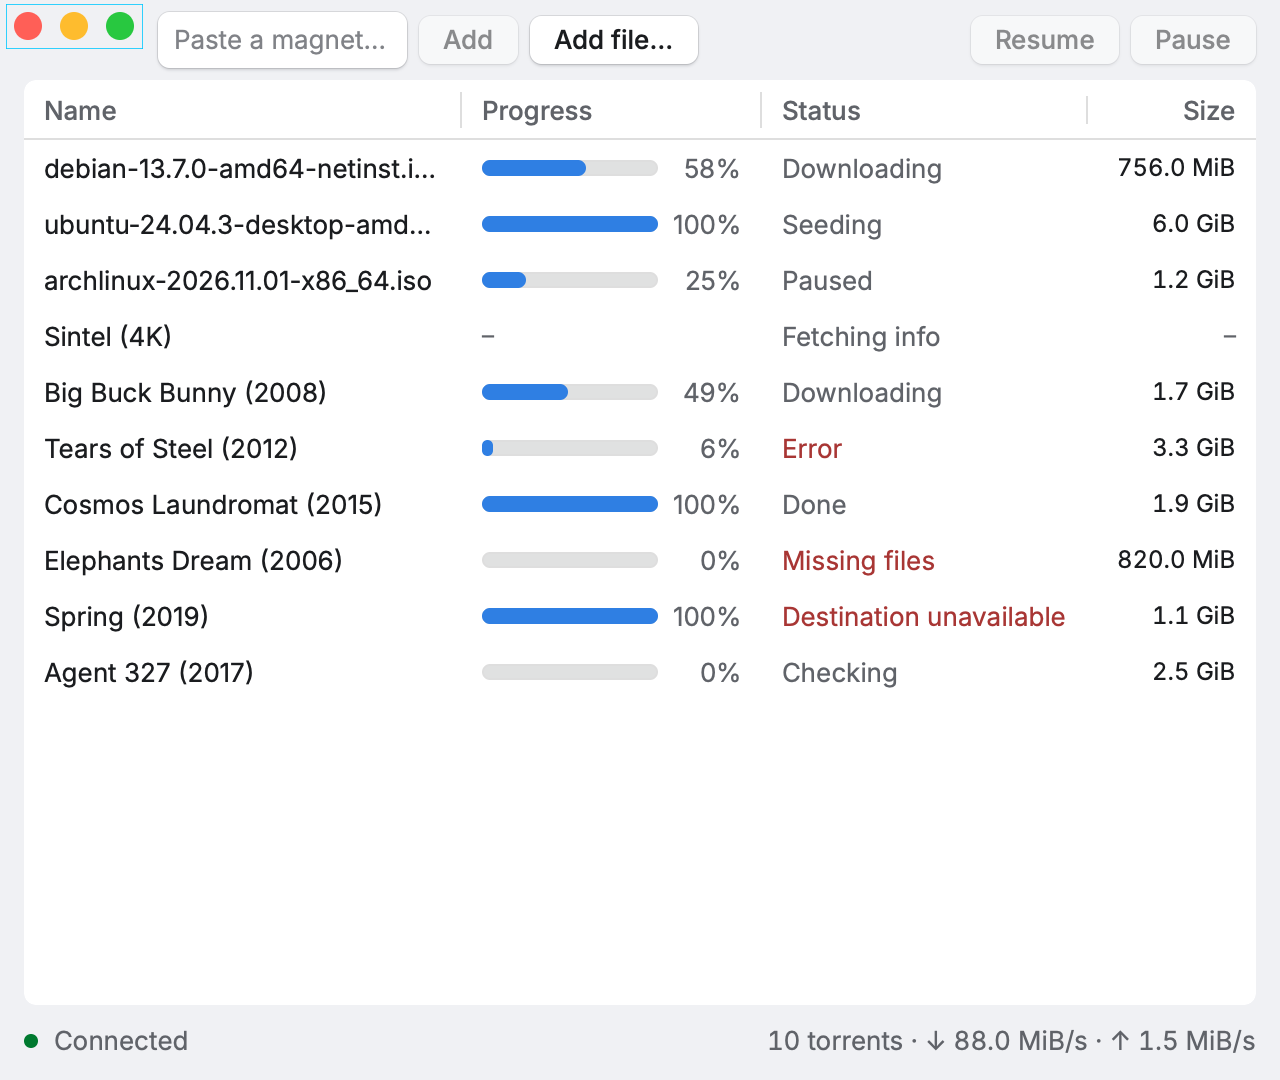 Paste a magnet... Add Add file... Resume Pause
Name Progress Status Size
debian-13.7.0-amd64-netinst.i... 58% Downloading 756.0 MiB
ubuntu-24.04.3-desktop-amd... 100% Seeding 6.0 GiB
archlinux-2026.11.01-x86_64.iso 25% Paused 1.2 GiB
Sintel (4K) – Fetching info –
Big Buck Bunny (2008) 49% Downloading 1.7 GiB
Tears of Steel (2012) 6% Error 3.3 GiB
Cosmos Laundromat (2015) 100% Done 1.9 GiB
Elephants Dream (2006) 0% Missing files 820.0 MiB
Spring (2019) 100% Destination unavailable 1.1 GiB
Agent 327 (2017) 0% Checking 2.5 GiB
Connected 10 torrents · ↓ 88.0 MiB/s · ↑ 1.5 MiB/s